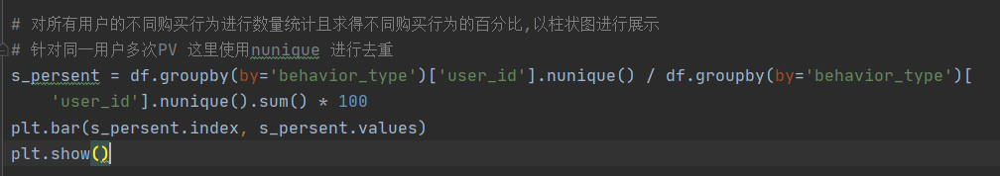 # 对所有用户的不同购买行为进行数量统计且求得不同购买行为的百分比,以柱状图进行展示
# 针对同一用户多次PV 这里使用nunique 进行去重
s_persent = df.groupby(by='behavior_type')['user_id'].nunique() / df.groupby(by='behavior_type')[
'user_id'].nunique().sum() * 100
plt.bar(s_persent.index, s_persent.values)
plt.show()